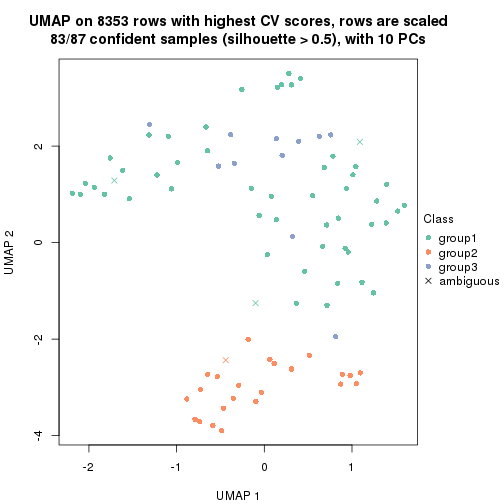 UMAP on 8353 rows with highest CV scores, rows are scaled
83/87 confident samples (silhouette > 0.5), with 10 PCs
2
0
-2
-4
UMAP 2
-2
-1
0
1
UMAP 1
Class
group1
group2
group3
ambiguous